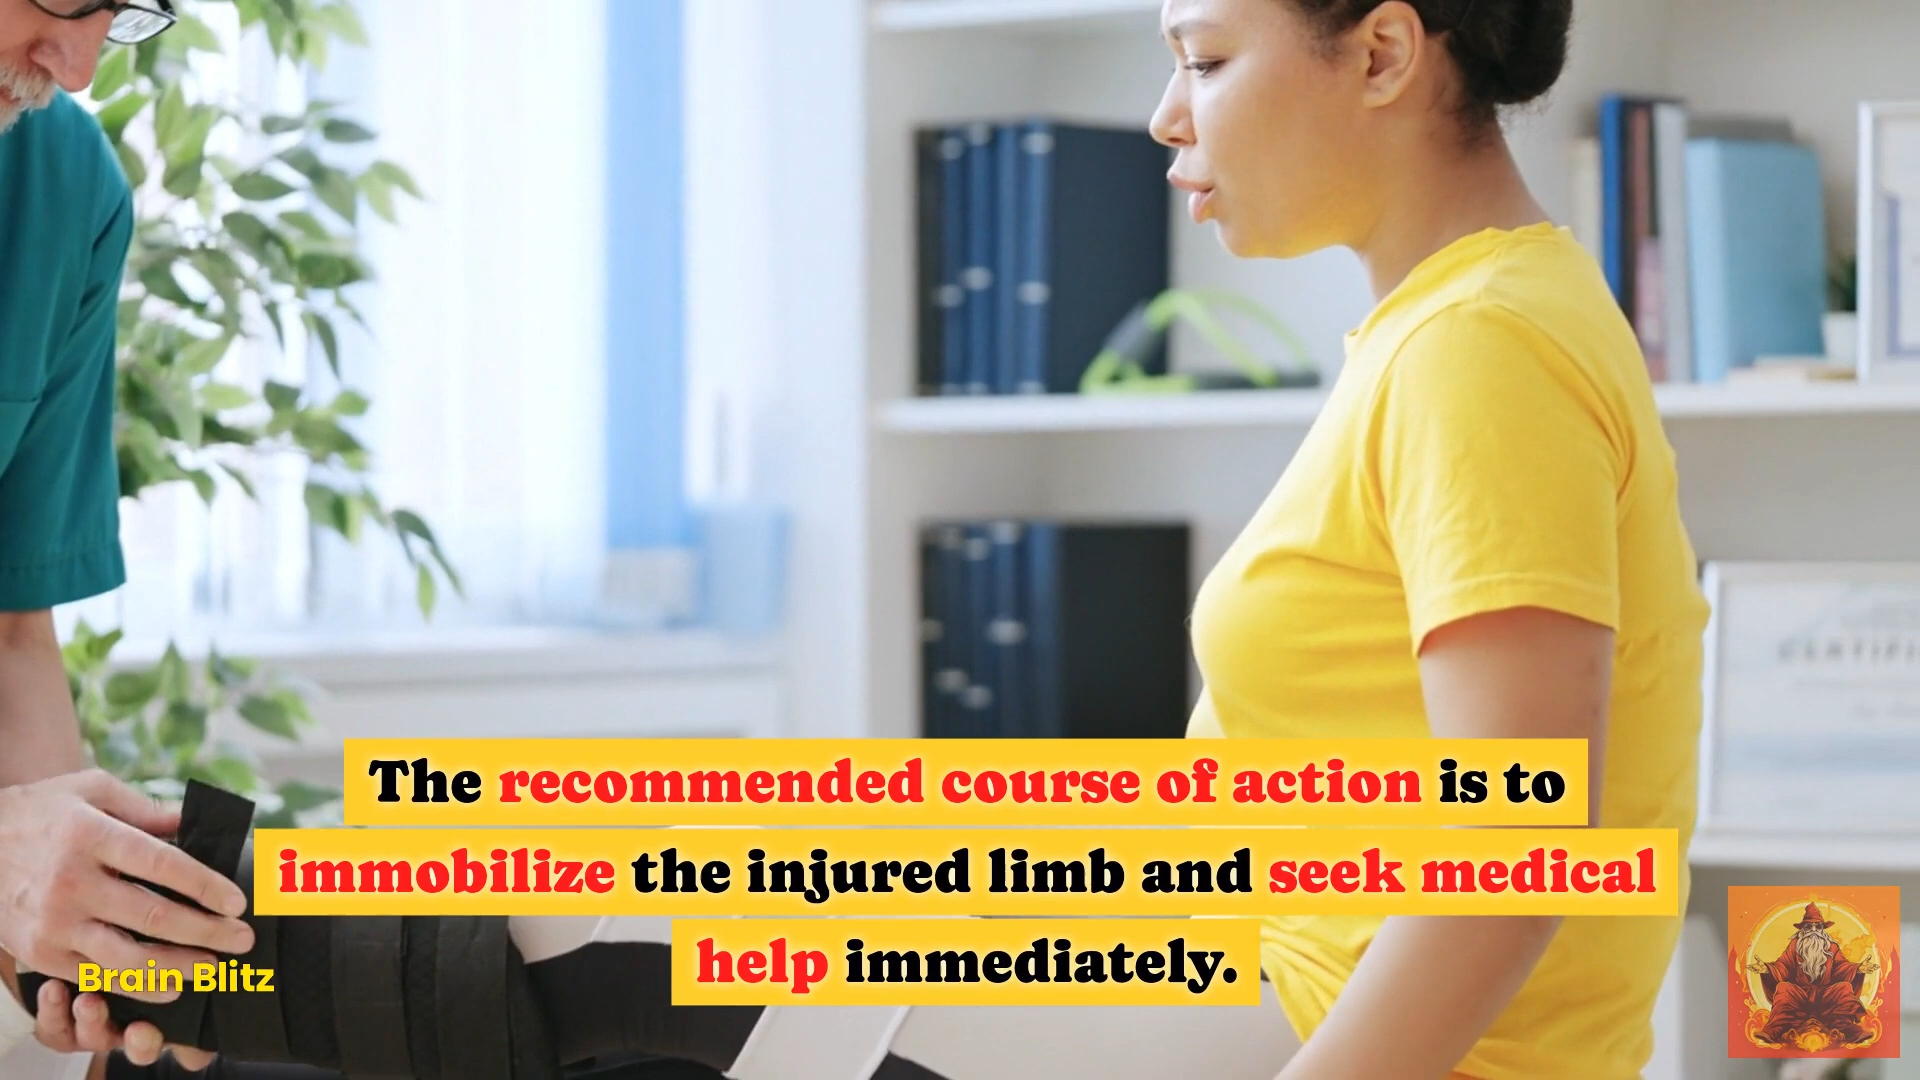 The recommended course of action is to
immobilize the injured limb and seek medical
help immediately.
Brain Blitz